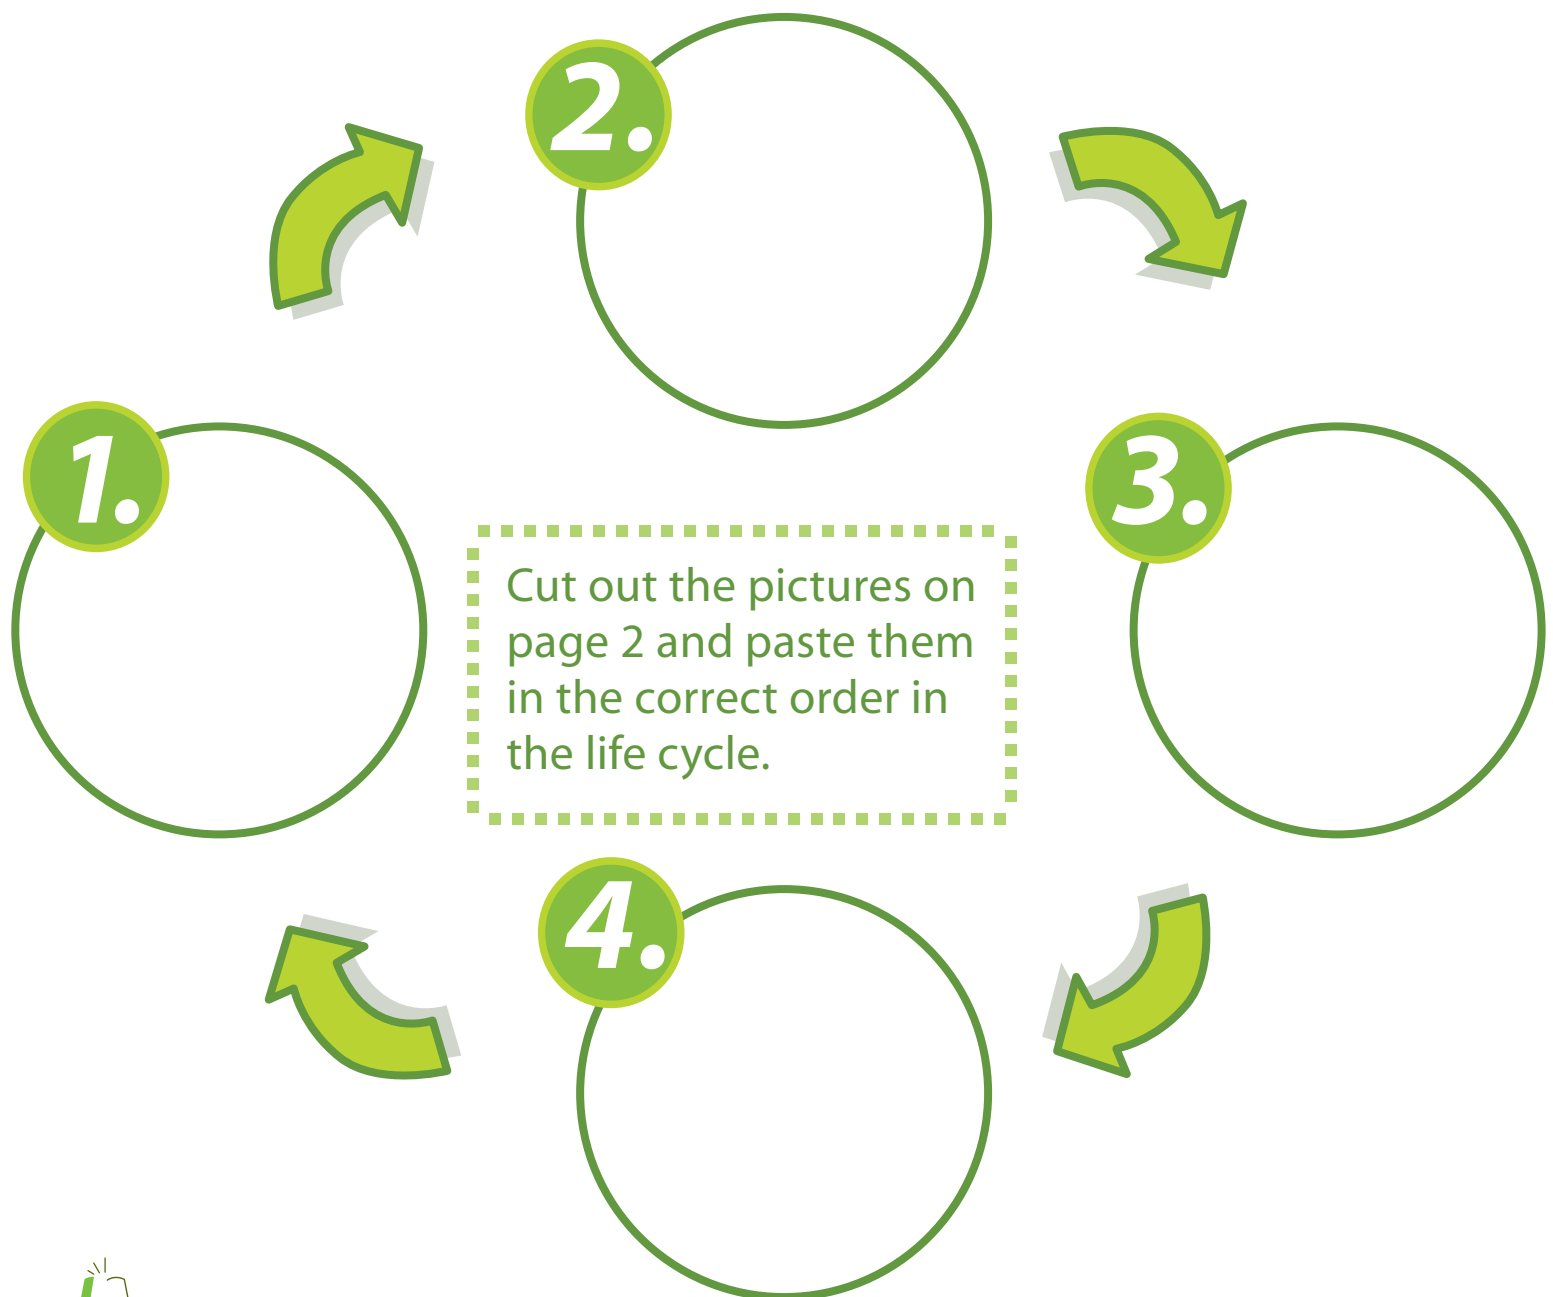 2.
1.
3.
Cut out the pictures on
page 2 and paste them
in the correct order in
the life cycle.
4.